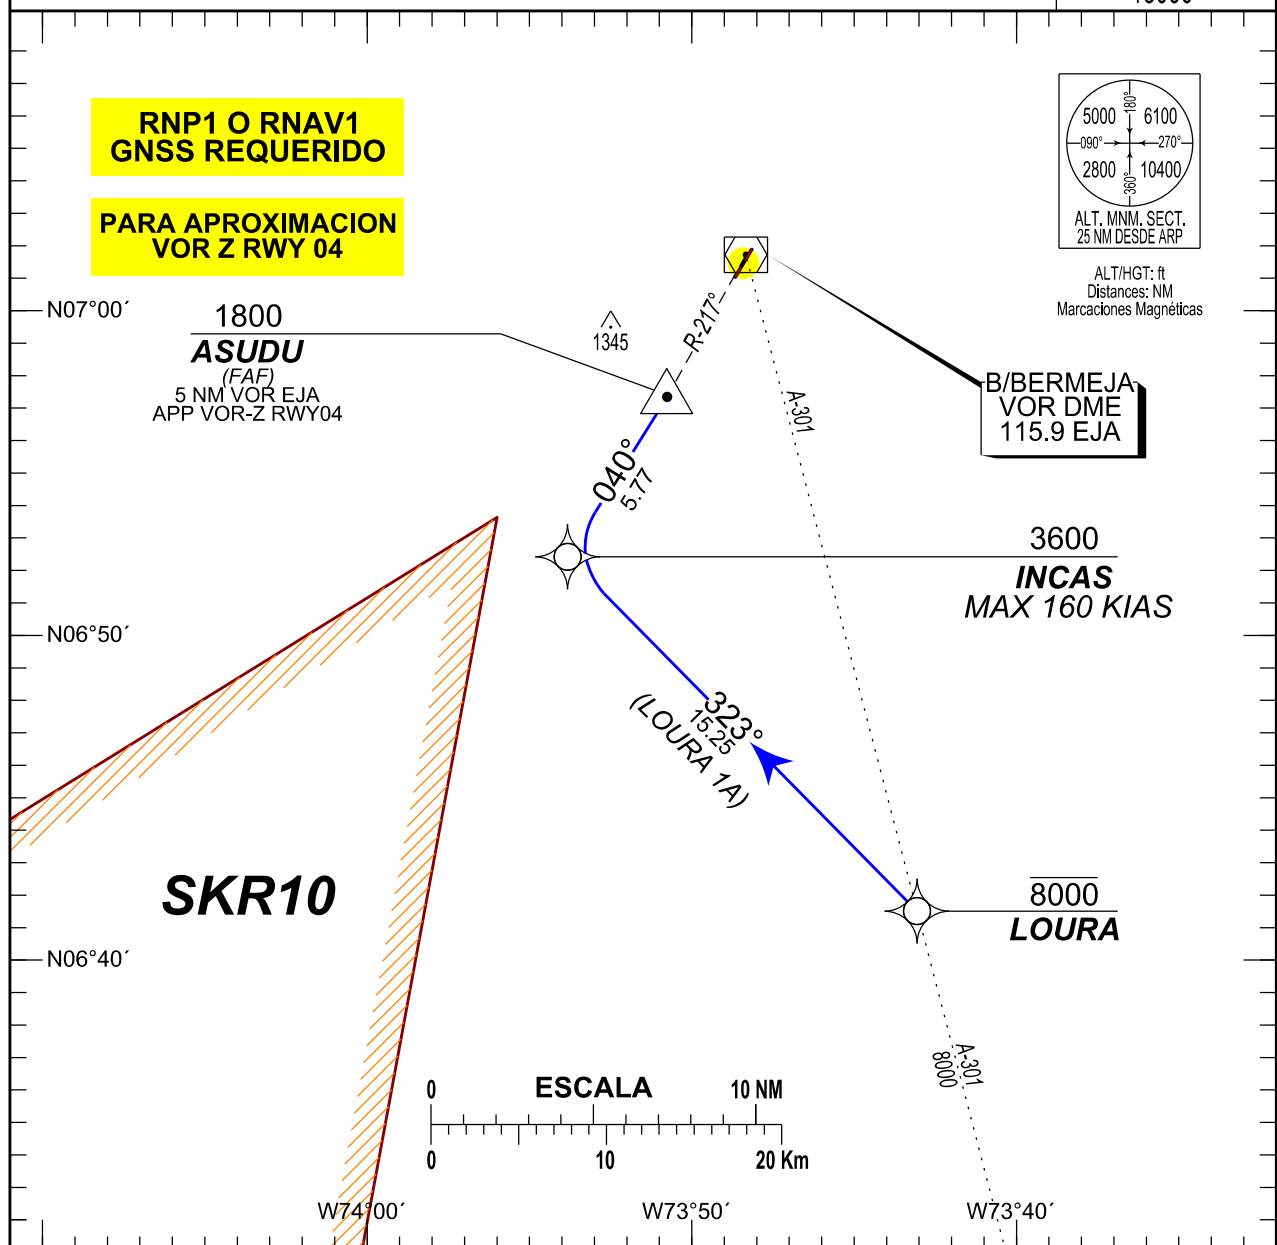 RNP1 O RNAV1
GNSS REQUERIDO
PARA APROXIMACION
VOR Z RWY 04
5000
180°
6100
090°
270°
2800
360°
10400
ALT. MNM. SECT.
25 NM DESDE ARP
ALT/HGT: ft
Distances: NM
Marcaciones Magnéticas
N07°00´
1800
ASUDU
(FAF)
5 NM VOR EJA
APP VOR-Z RWY04
1345
R-217°
A-301
B/BERMEJA
VOR DME
115.9 EJA
040°
5.77
3600
INCAS
MAX 160 KIAS
N06°50´
323°
15.25
(LOURA 1A)
SKR10
8000
LOURA
N06°40´
A-301
8000
0
ESCALA
10 NM
0
10
20 Km
W74°00´
W73°50´
W73°40´